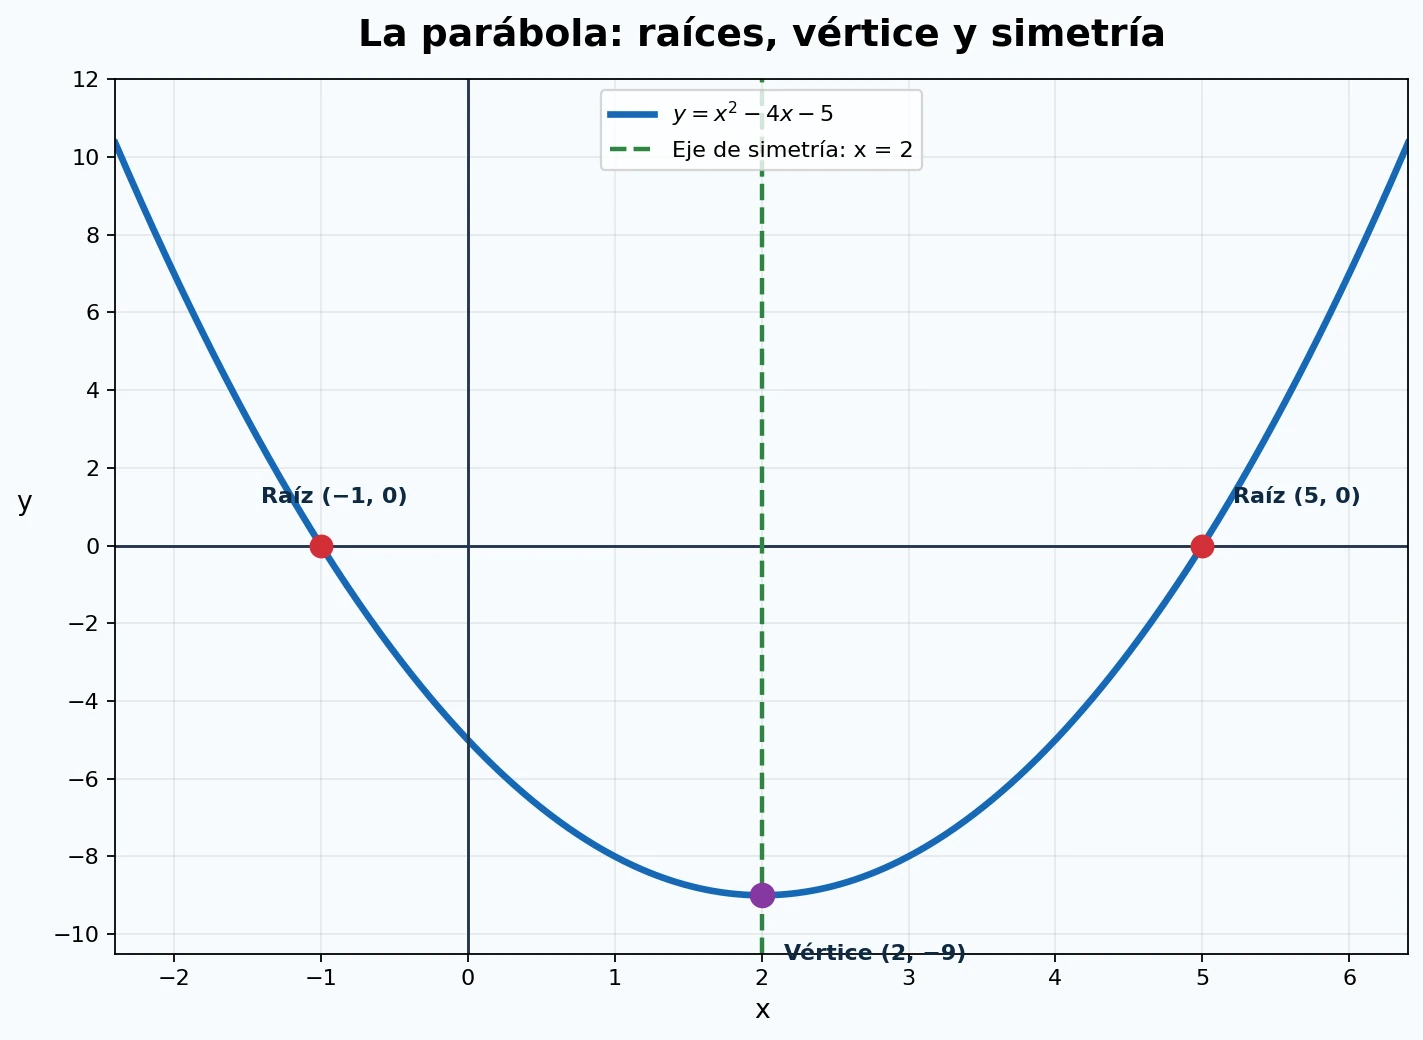 La parábola: raíces, vértice y simetría
12
10
8
6
4
2
0
−2
−4
−6
−8
−10
y
y = x² − 4x − 5
Eje de simetría: x = 2
Raíz (−1, 0)
Raíz (5, 0)
Vértice (2, −9)
−2
−1
0
1
2
3
4
5
6
x